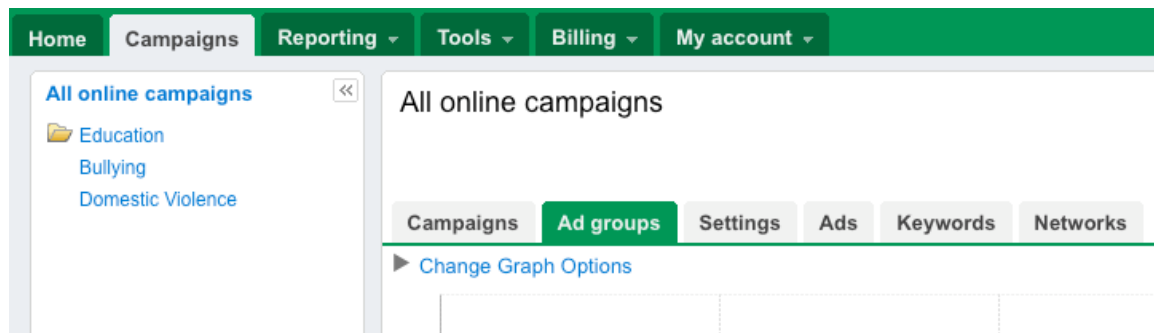 Home Campaigns Reporting Tools Billing My account
All online campaigns
Education
Bullying
Domestic Violence
All online campaigns
Campaigns Ad groups Settings Ads Keywords Networks
Change Graph Options